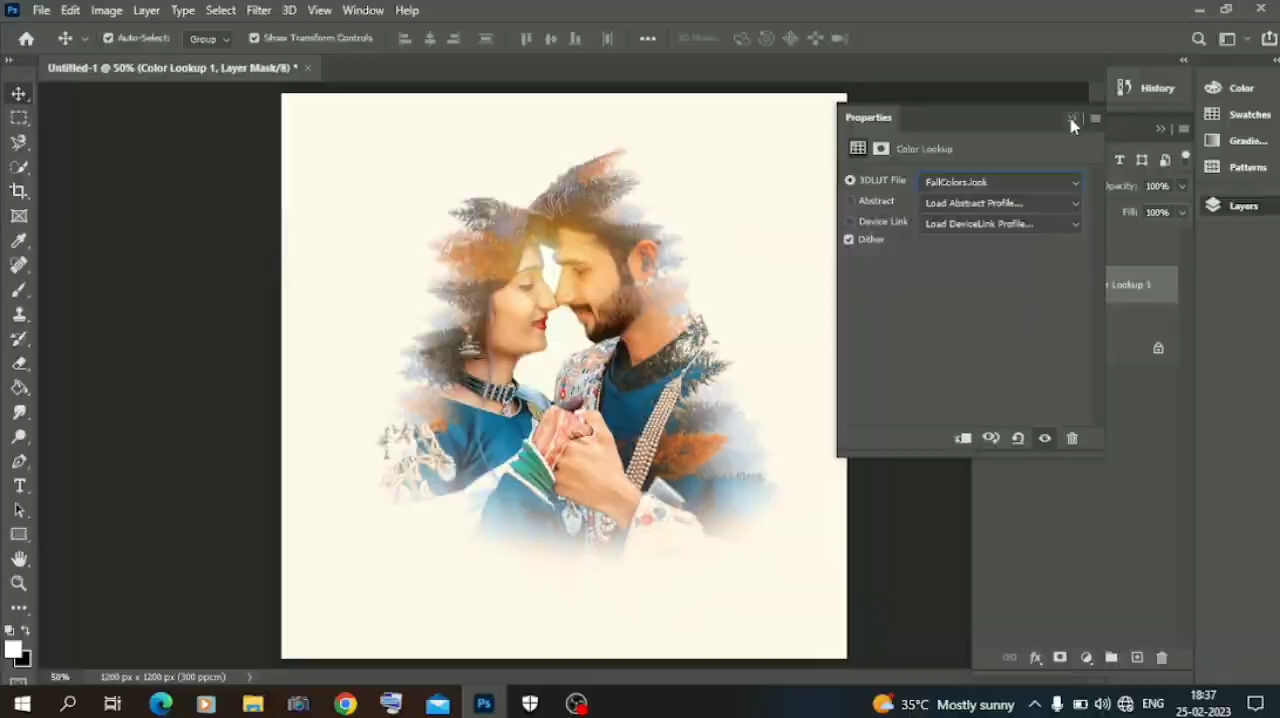 Ps File Edit Image Layer Type Select Filter 3D View Window Help
Auto-Select: Group Show Transform Controls
Untitled-1 @ 50% (Color Lookup 1, Layer Mask/8) * ×
History
Color
Swatches
Gradie...
Patterns
Layers
Properties
Color Lookup
3DLUT File FallColors.look
Abstract Load Abstract Profile...
Device Link Load DeviceLink Profile...
Dither
Opacity: 100%
Fill: 100%
Lookup 1
50% 1200 px x 1200 px (300 ppcm)
Ps
35°C Mostly sunny
ENG
18:37
25-02-2023